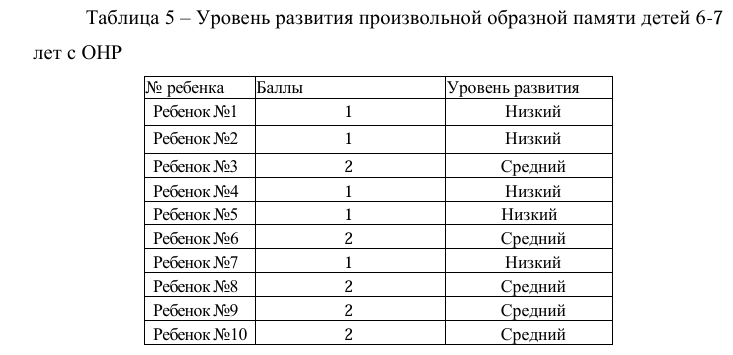 Таблица 5 – Уровень развития произвольной образной памяти детей 6-7
лет с ОНР
№ ребенка Баллы Уровень развития
Ребенок №1 1 Низкий
Ребенок №2 1 Низкий
Ребенок №3 2 Средний
Ребенок №4 1 Низкий
Ребенок №5 1 Низкий
Ребенок №6 2 Средний
Ребенок №7 1 Низкий
Ребенок №8 2 Средний
Ребенок №9 2 Средний
Ребенок №10 2 Средний